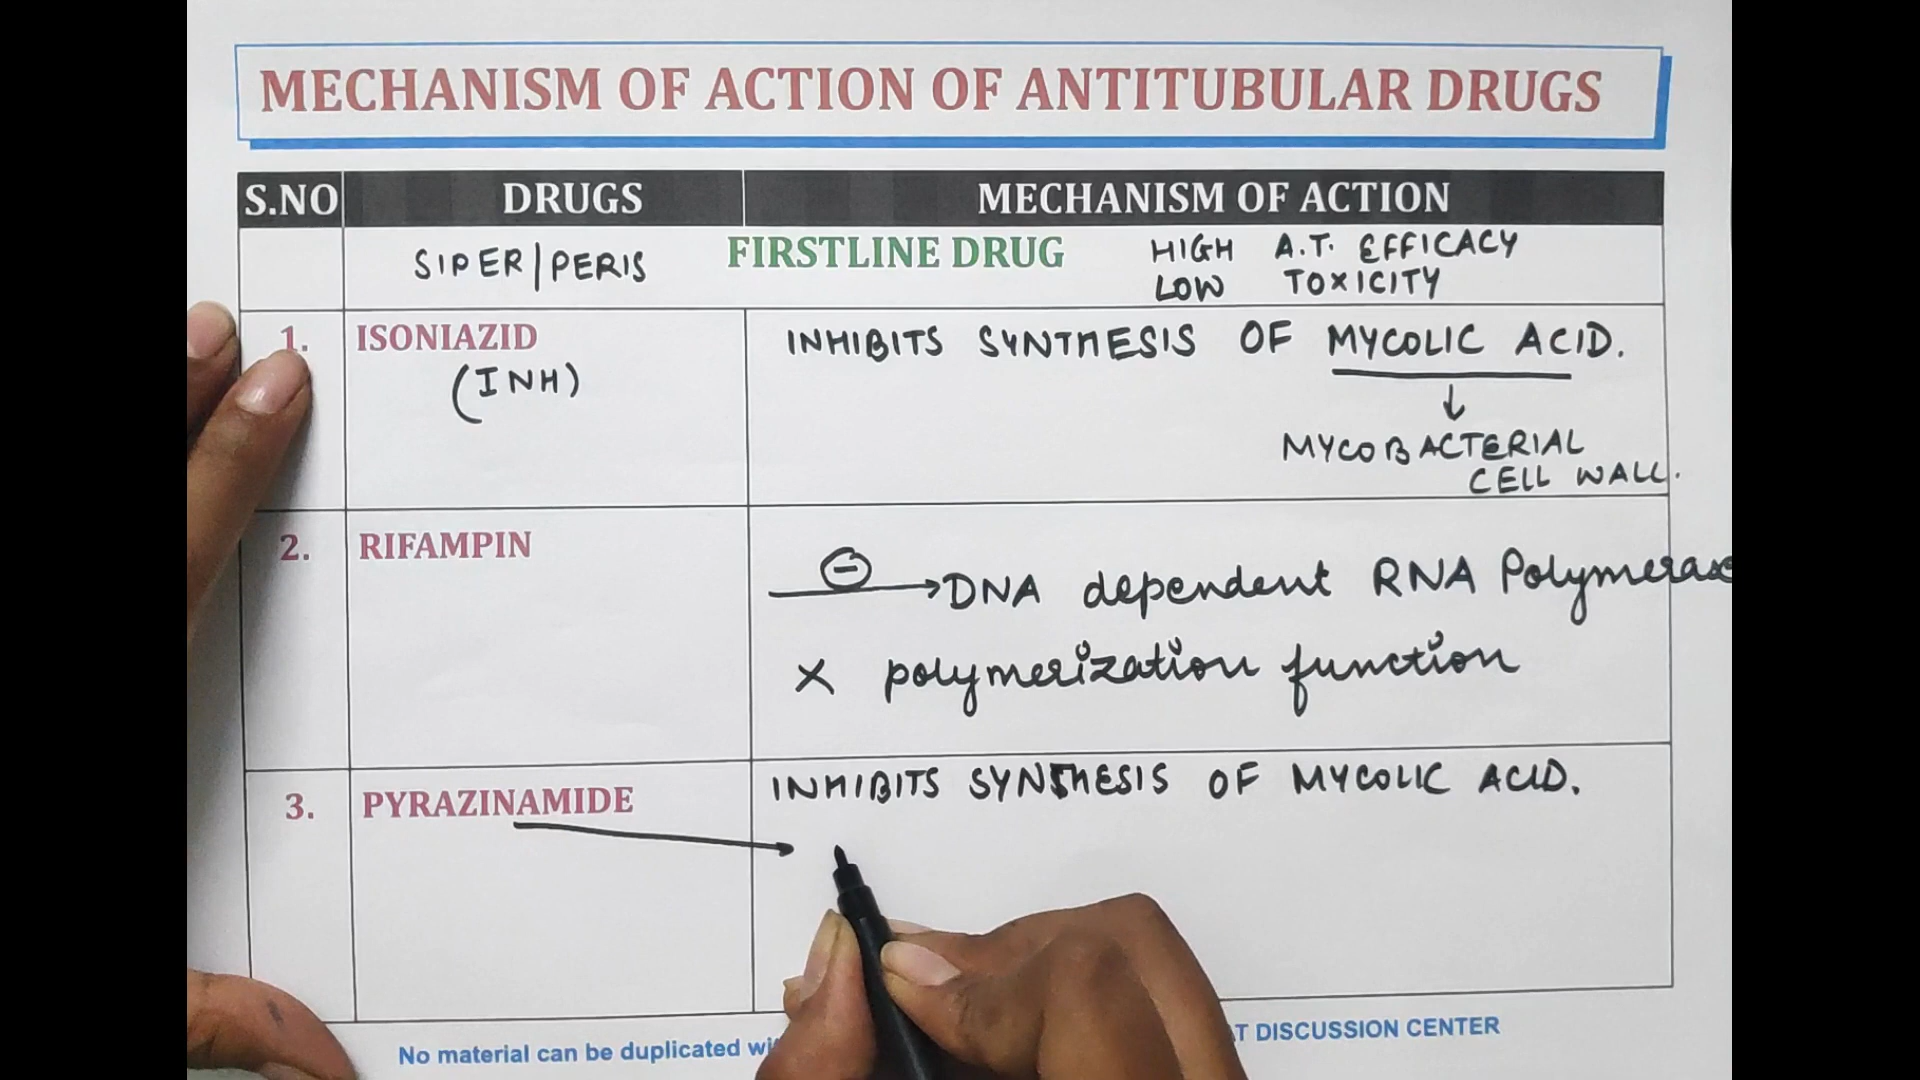 MECHANISM OF ACTION OF ANTITUBULAR DRUGS
S.NO DRUGS MECHANISM OF ACTION
SIPER/PERIS FIRSTLINE DRUG HIGH A.T. EFFICACY
LOW TOXICITY
1. ISONIAZID INHIBITS SYNTHESIS OF MYCOLIC ACID.
(INH)
↓
MYCOBACTERIAL
CELL WALL.
2. RIFAMPIN
⊖ → DNA dependent RNA Polymerase
X polymerization function
3. PYRAZINAMIDE INHIBITS SYNTHESIS OF MYCOLIC ACID.
No material can be duplicated DISCUSSION CENTER